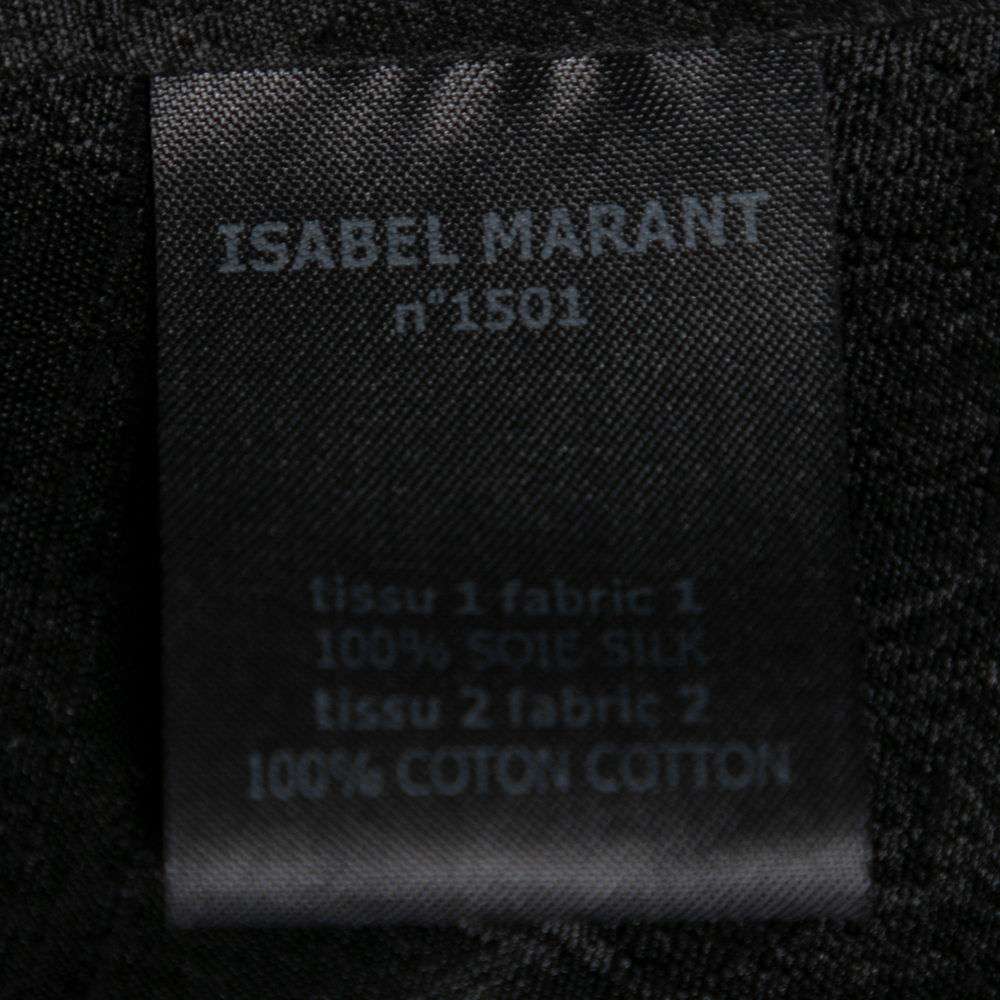 ISABEL MARANT
n°1501
tissu 1 fabric 1
100% SOIE SILK
tissu 2 fabric 2
100% COTON COTTON